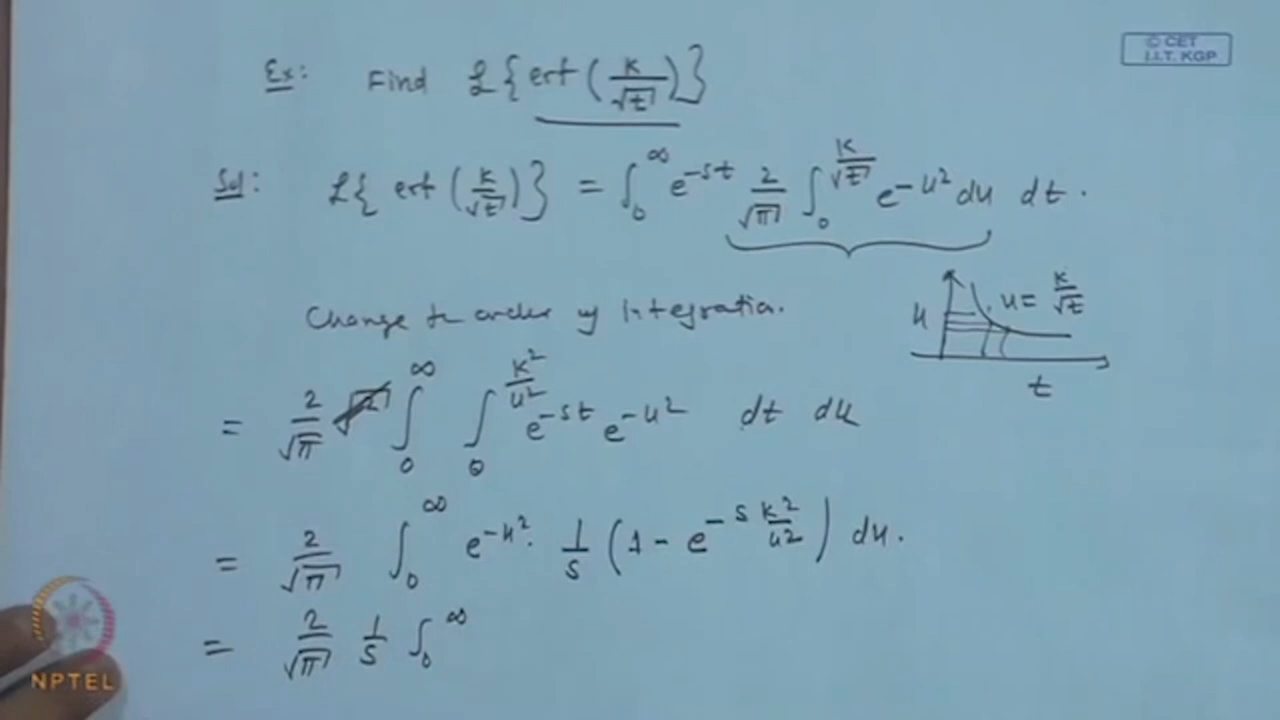 © CET
I.I.T. KGP
Ex: Find L{erf(K/√t)}
Sol: L{erf(K/√t)} = ∫₀^∞ e^{-st} 2/√π ∫₀^{K/√t} e^{-u²} du dt.
Change the order of Integration.
u u = K/√t
t
= 2/√π ∫₀^∞ ∫₀^{K²/u²} e^{-st} e^{-u²} dt du
= 2/√π ∫₀^∞ e^{-u²}. 1/s (1 - e^{-s K²/u²}) du.
= 2/√π 1/s ∫₀^∞
NPTEL